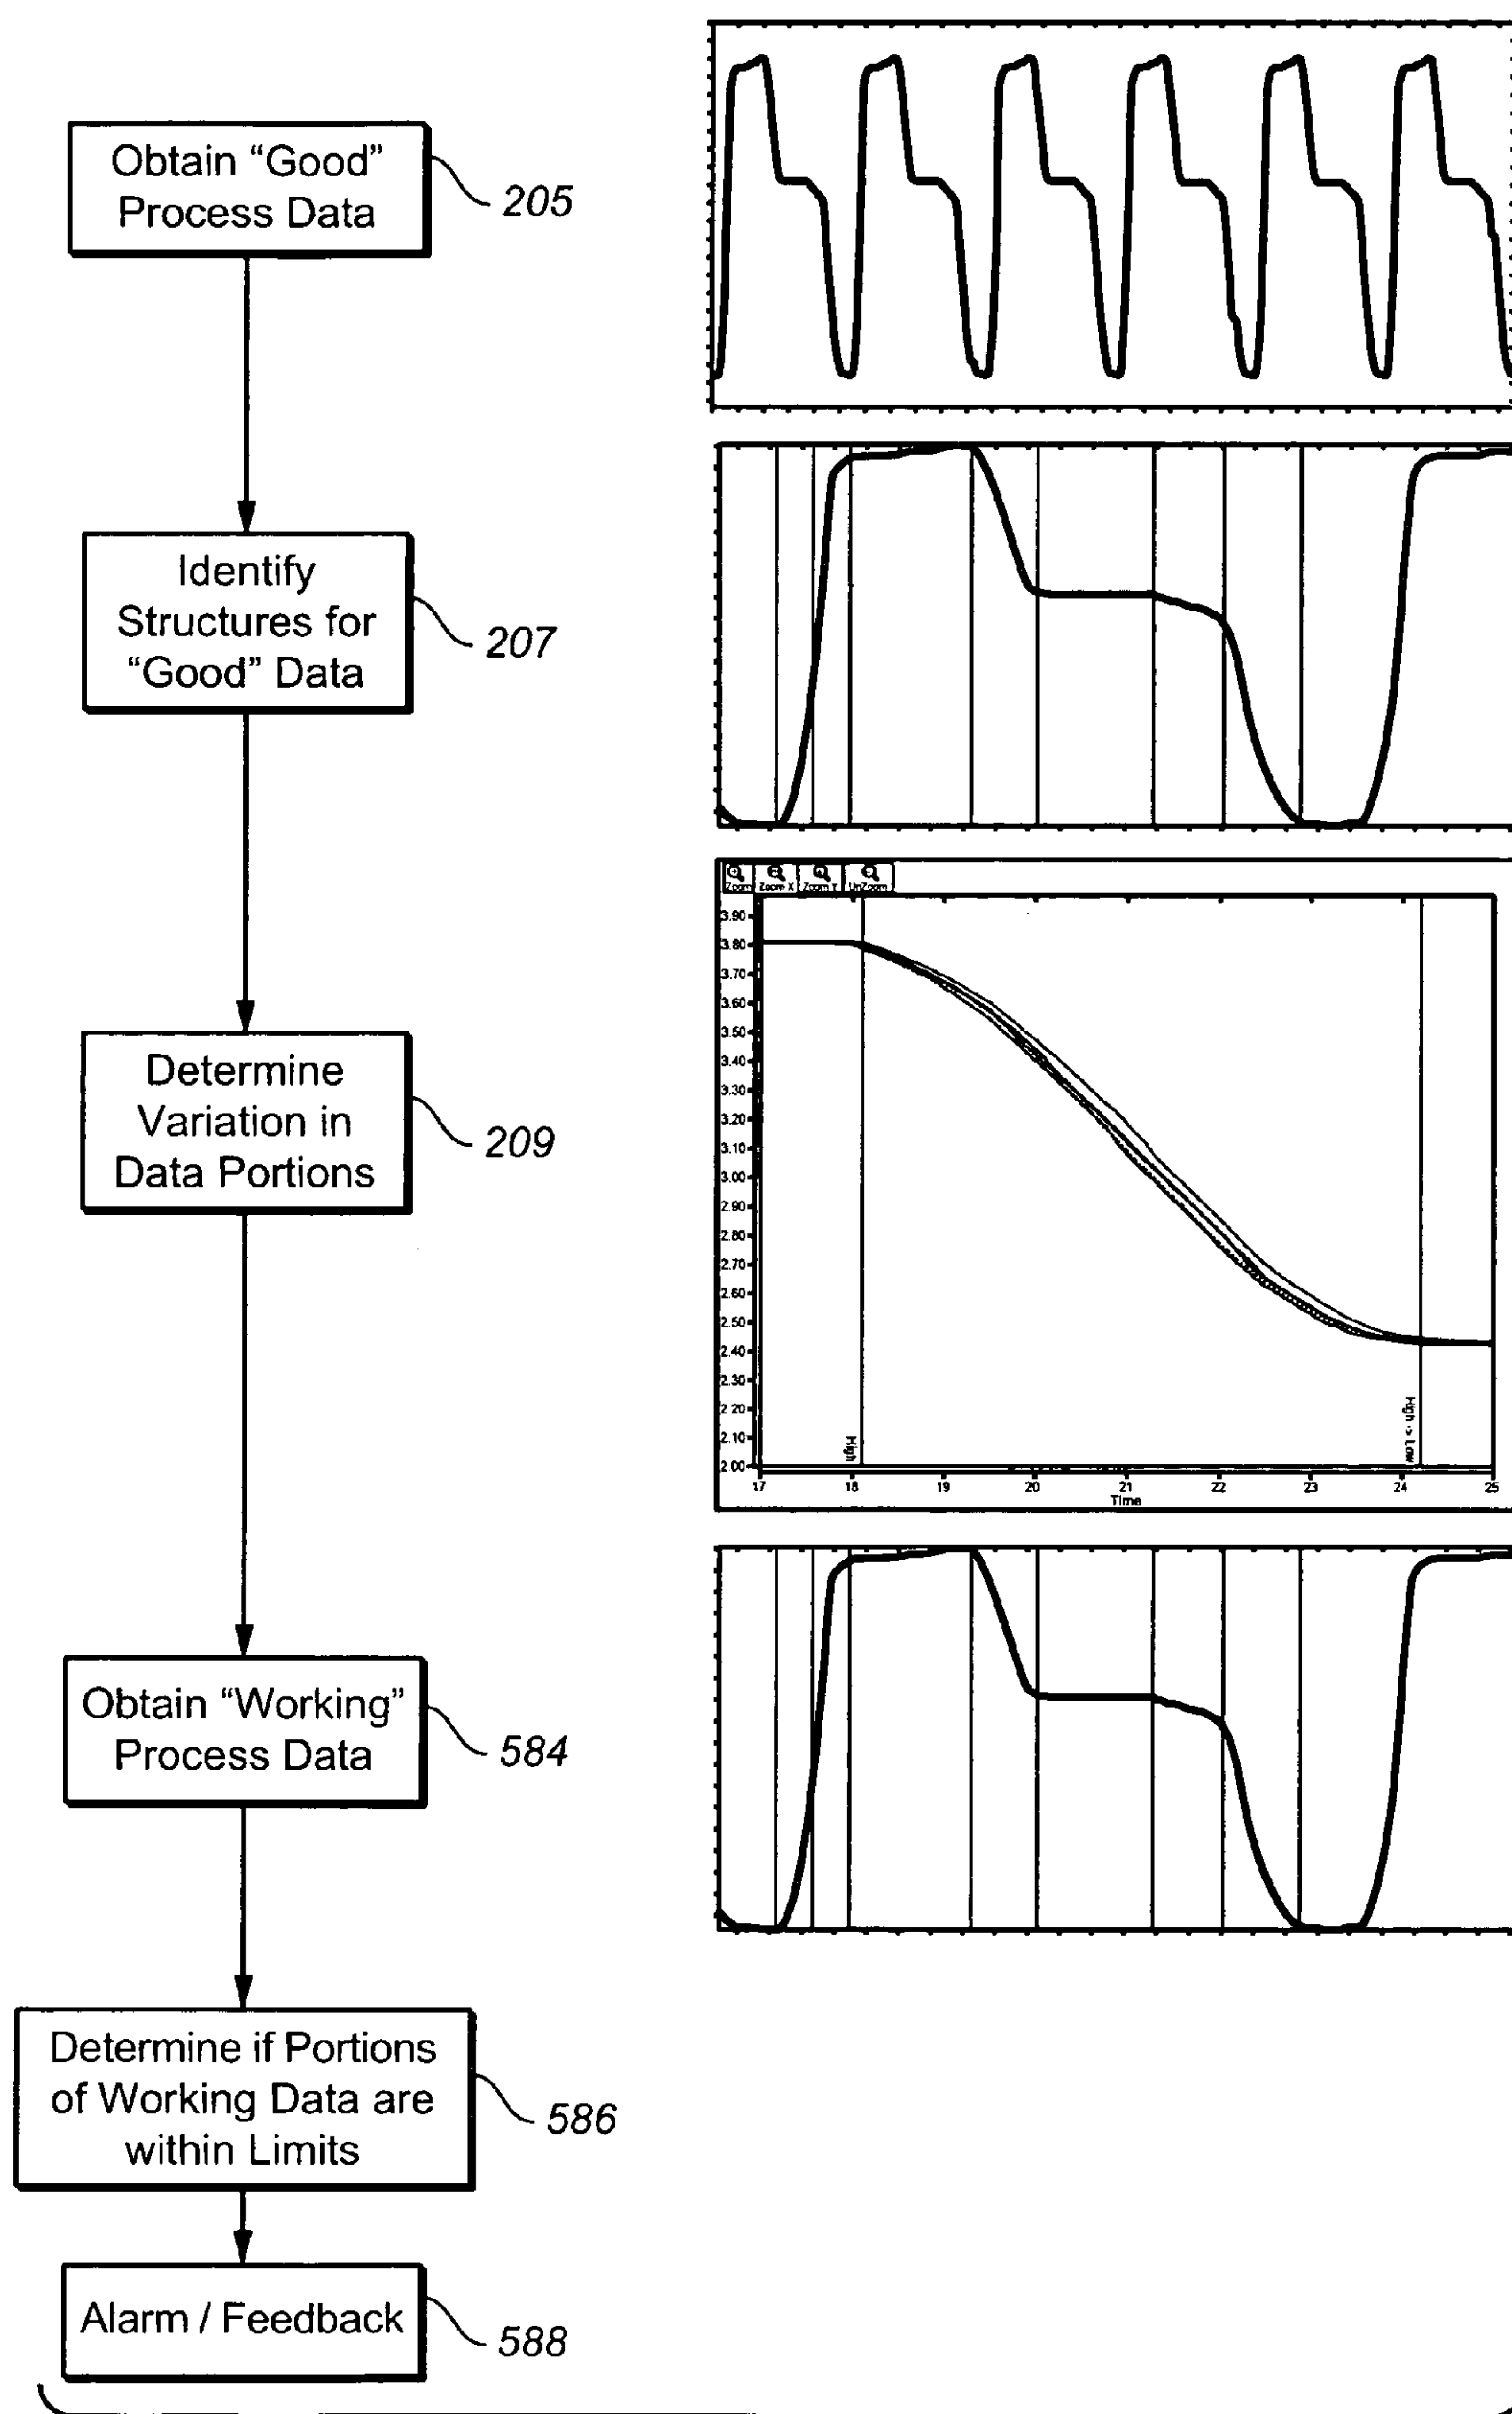 Obtain “Good”
Process Data
205
Identify
Structures for
“Good” Data
207
Zoom Zoom X Zoom Y UnZoom
Determine
Variation in
Data Portions
209
3.90
3.80
3.70
3.60
3.50
3.40
3.30
3.20
3.10
3.00
2.90
2.80
2.70
2.60
2.50
2.40
2.30
2.20
2.10
2.00
High
High -> Low
17 18 19 20 21 22 23 24 25
Time
Obtain “Working”
Process Data
584
Determine if Portions
of Working Data are
within Limits
586
Alarm / Feedback
588